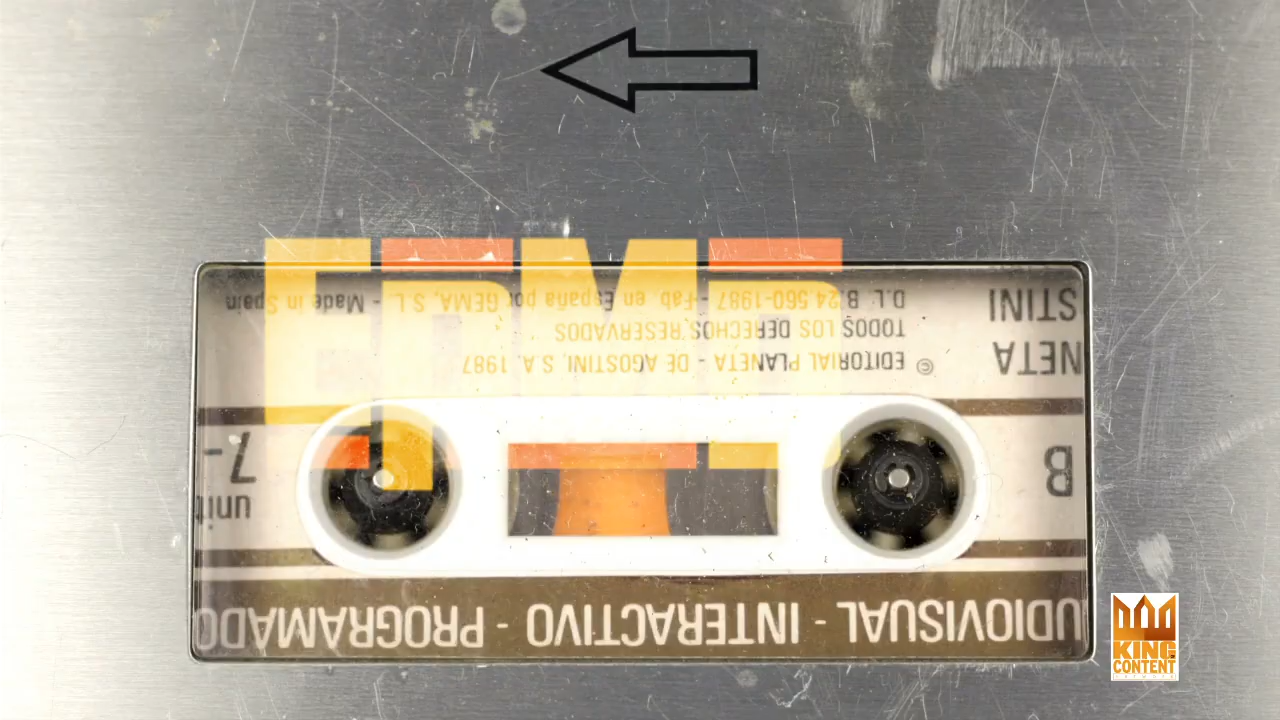 UDIOVISUAL - INTERACTIVO - PROGRAMADO
B
7-
NETA
STINI
© EDITORIAL PLANETA - DE AGOSTINI, S.A. 1987
TODOS LOS DERECHOS RESERVADOS
D.L. B. 24.560-1987 - Fab. en España por GEMA, S.L. - Made in Spain
KING
CONTENT
NETWORK